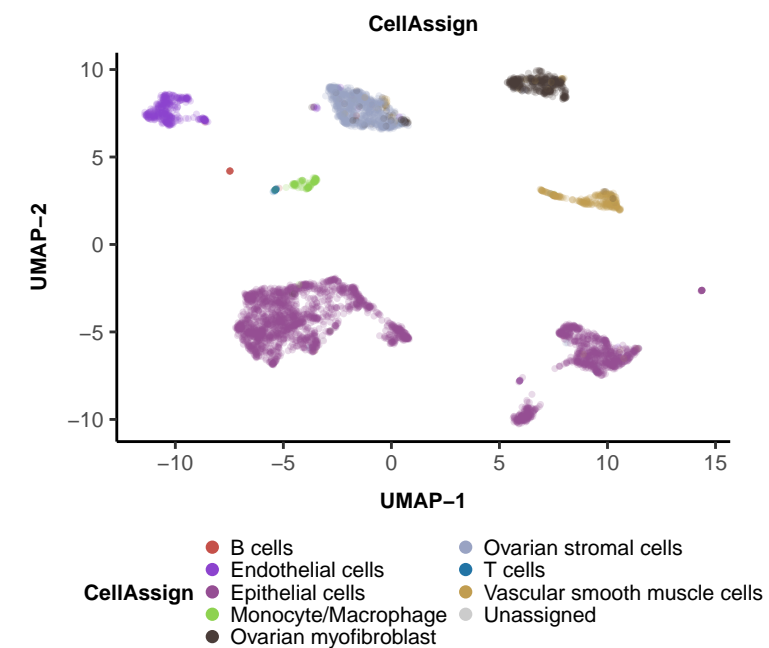 CellAssign
10
5
0
−5
−10
UMAP−2
−10 −5 0 5 10 15
UMAP−1
CellAssign
B cells
Endothelial cells
Epithelial cells
Monocyte/Macrophage
Ovarian myofibroblast
Ovarian stromal cells
T cells
Vascular smooth muscle cells
Unassigned